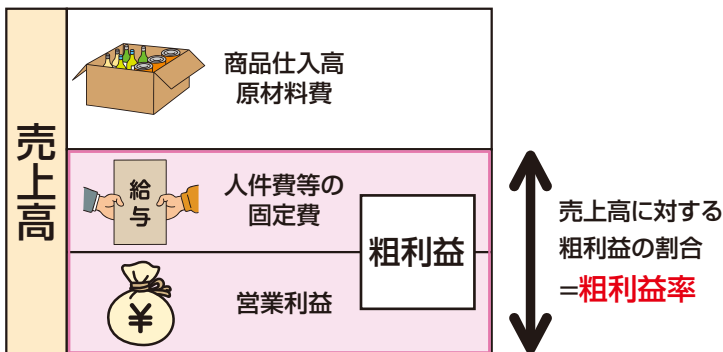 売上高
商品仕入高
原材料費
給与
人件費等の
固定費
粗利益
¥
営業利益
売上高に対する
粗利益の割合
=粗利益率